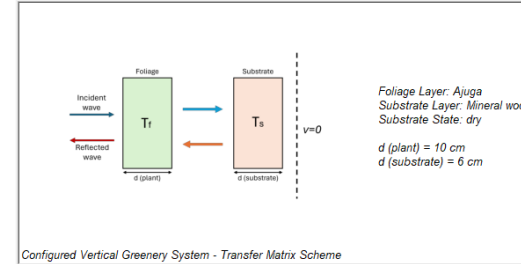 Foliage
Substrate
Incident
wave
Reflected
wave
Tf
Ts
v=0
d (plant)
d (substrate)
Foliage Layer: Ajuga
Substrate Layer: Mineral woo
Substrate State: dry
d (plant) = 10 cm
d (substrate) = 6 cm
Configured Vertical Greenery System - Transfer Matrix Scheme